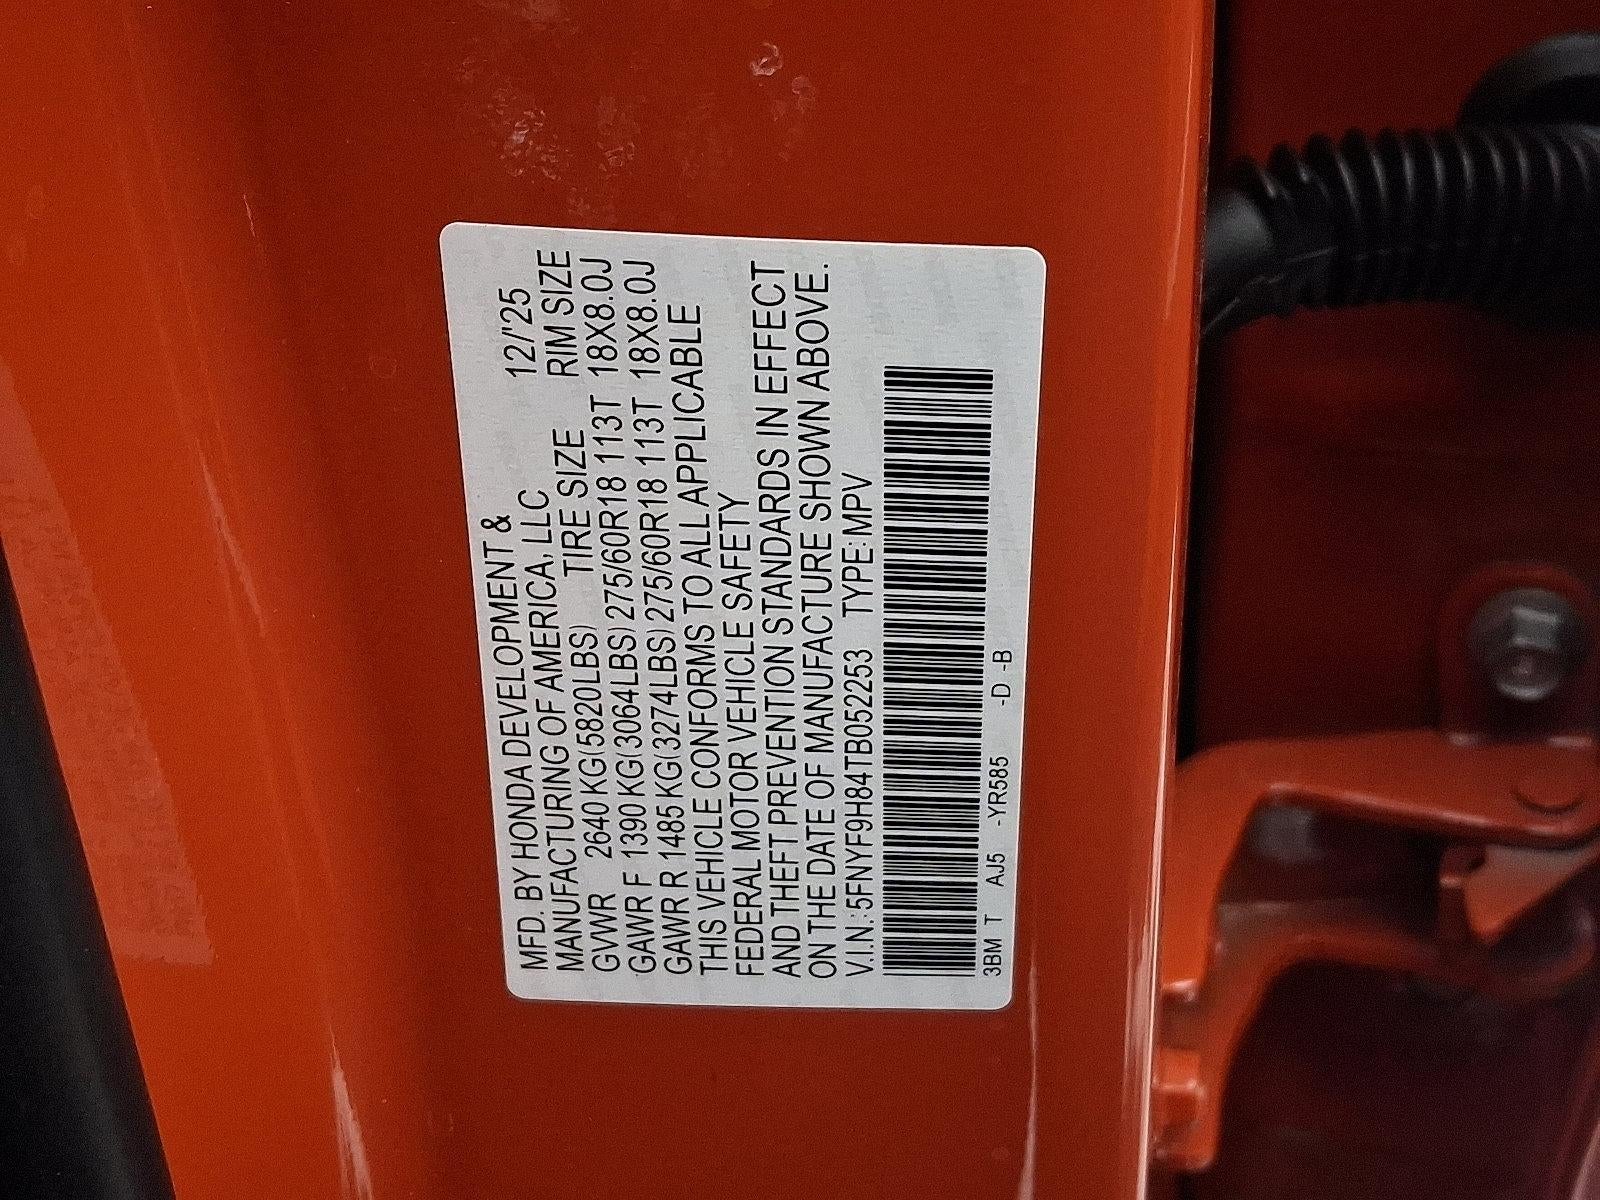 MFD. BY HONDA DEVELOPMENT &
MANUFACTURING OF AMERICA, LLC 12/'25
GVWR 2640 KG(5820LBS) TIRE SIZE RIM SIZE
GAWR F 1390 KG(3064LBS) 275/60R18 113T 18X8.0J
GAWR R 1485 KG(3274LBS) 275/60R18 113T 18X8.0J
THIS VEHICLE CONFORMS TO ALL APPLICABLE
FEDERAL MOTOR VEHICLE SAFETY
AND THEFT PREVENTION STANDARDS IN EFFECT
ON THE DATE OF MANUFACTURE SHOWN ABOVE.
V.I.N.:5FNYF9H84TB052253 TYPE:MPV
3BM T AJ5 -YR585 -D -B